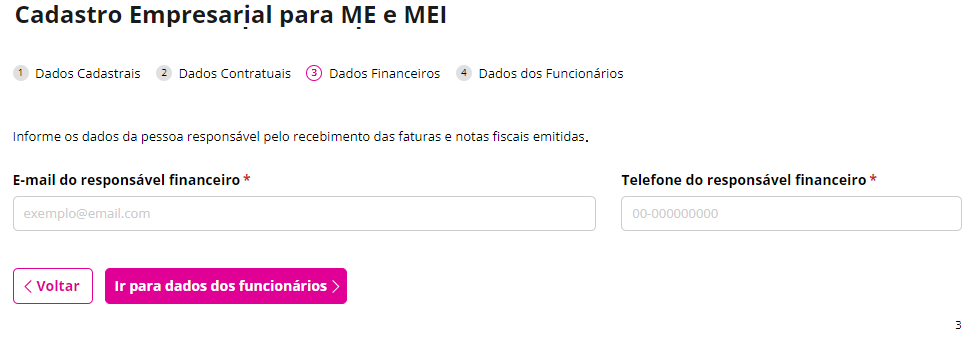 Cadastro Empresarial para ME e MEI
1 Dados Cadastrais 2 Dados Contratuais 3 Dados Financeiros 4 Dados dos Funcionários
Informe os dados da pessoa responsável pelo recebimento das faturas e notas fiscais emitidas.
E-mail do responsável financeiro * Telefone do responsável financeiro *
exemplo@email.com 00-000000000
Voltar Ir para dados dos funcionários
3